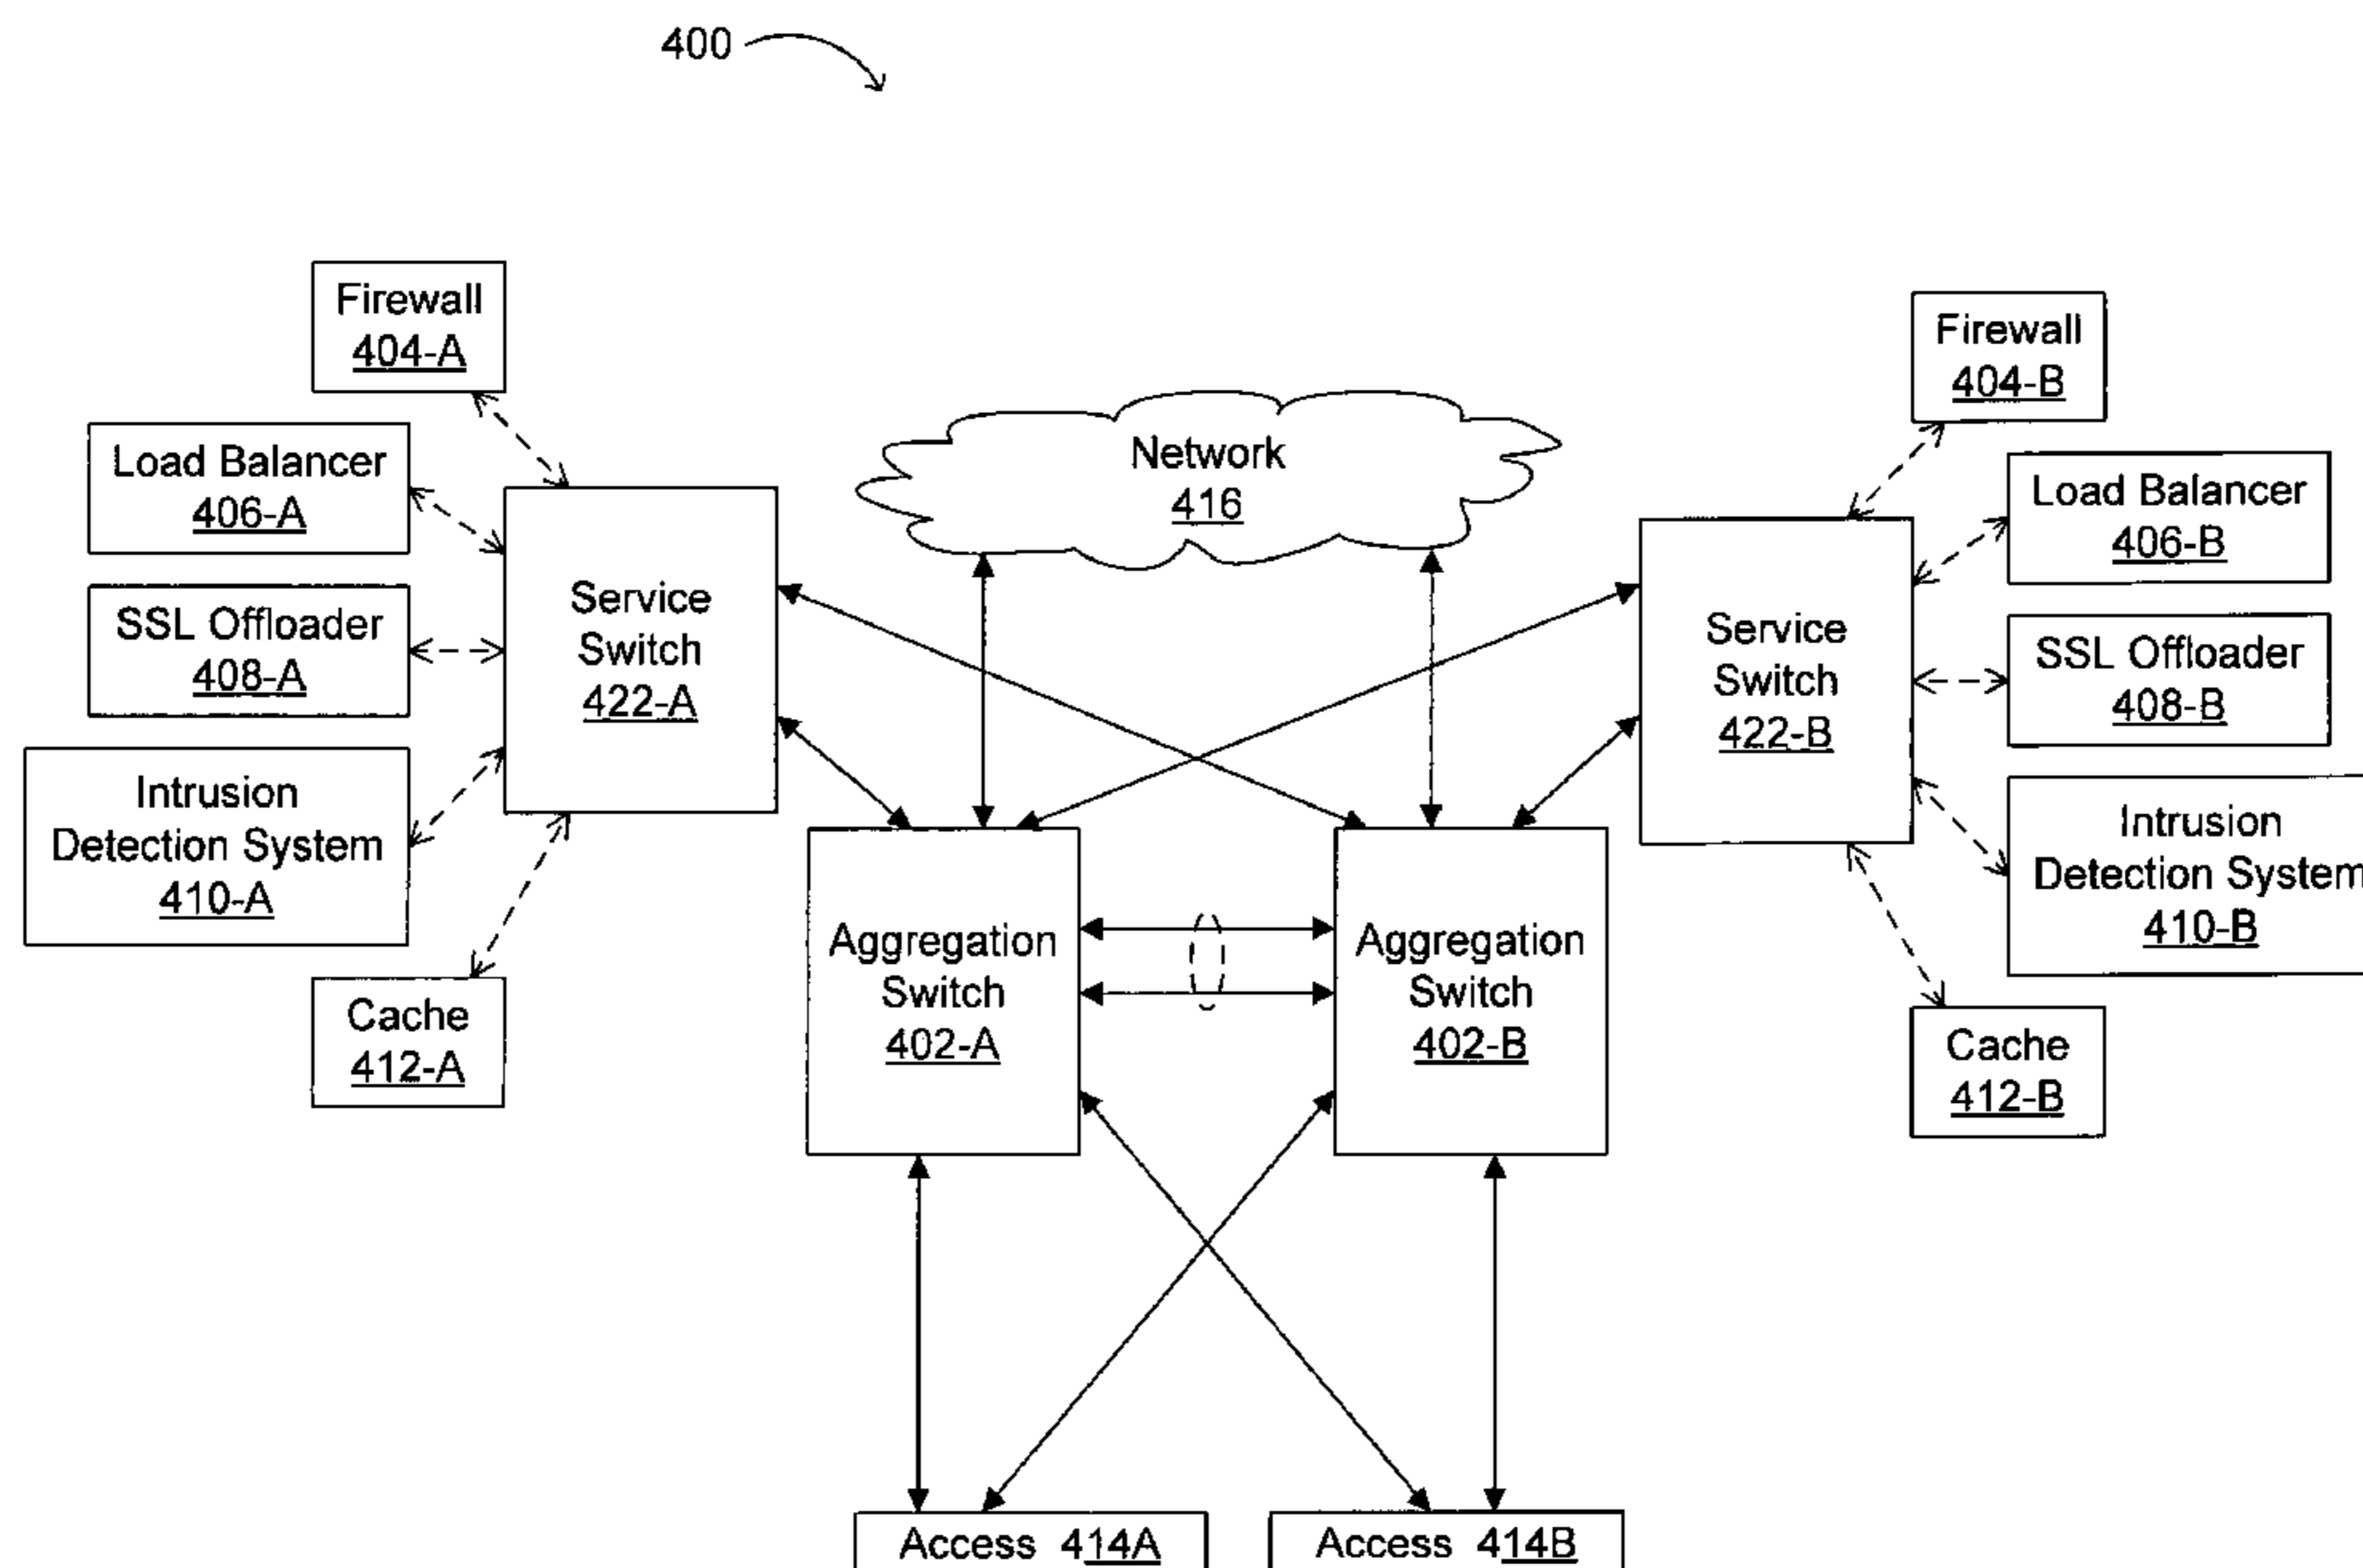 400
Firewall
404-A
Load Balancer
406-A
SSL Offloader
408-A
Intrusion
Detection System
410-A
Cache
412-A
Service
Switch
422-A
Network
416
Aggregation
Switch
402-A
Aggregation
Switch
402-B
Service
Switch
422-B
Firewall
404-B
Load Balancer
406-B
SSL Offloader
408-B
Intrusion
Detection System
410-B
Cache
412-B
Access 414A
Access 414B